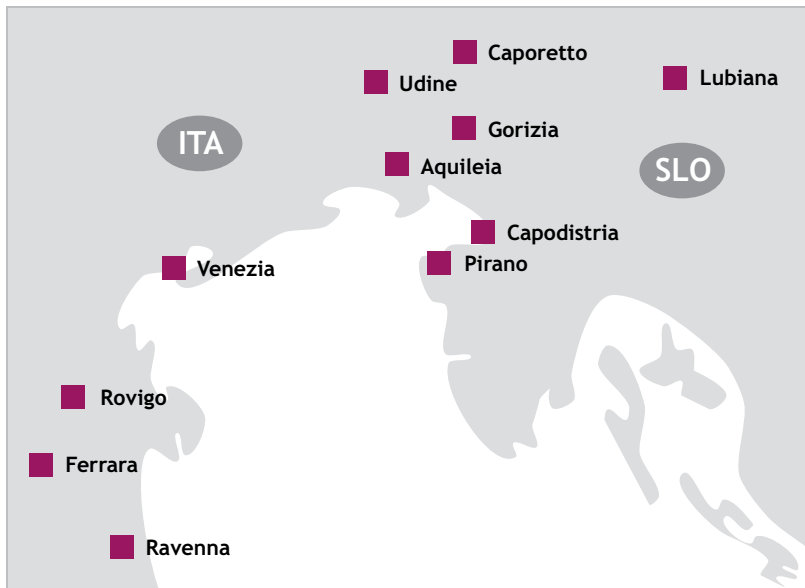 Caporetto
Udine
Lubiana
Gorizia
ITA
Aquileia
SLO
Capodistria
Venezia
Pirano
Rovigo
Ferrara
Ravenna